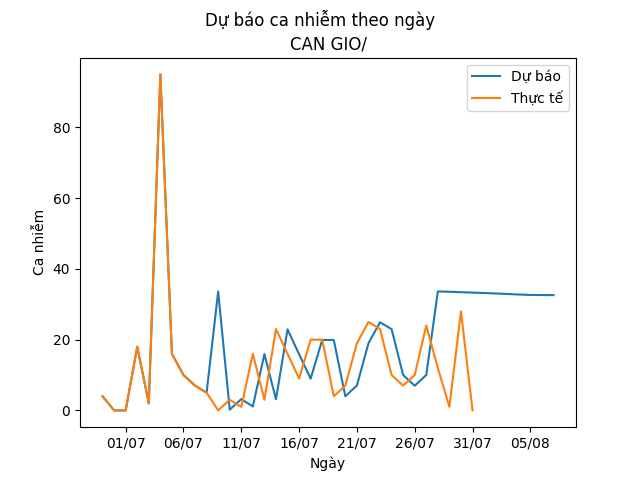 Dự báo ca nhiễm theo ngày
CAN GIO/
Dự báo
Thực tế
Ca nhiễm
80
60
40
20
0
01/07 06/07 11/07 16/07 21/07 26/07 31/07 05/08
Ngày